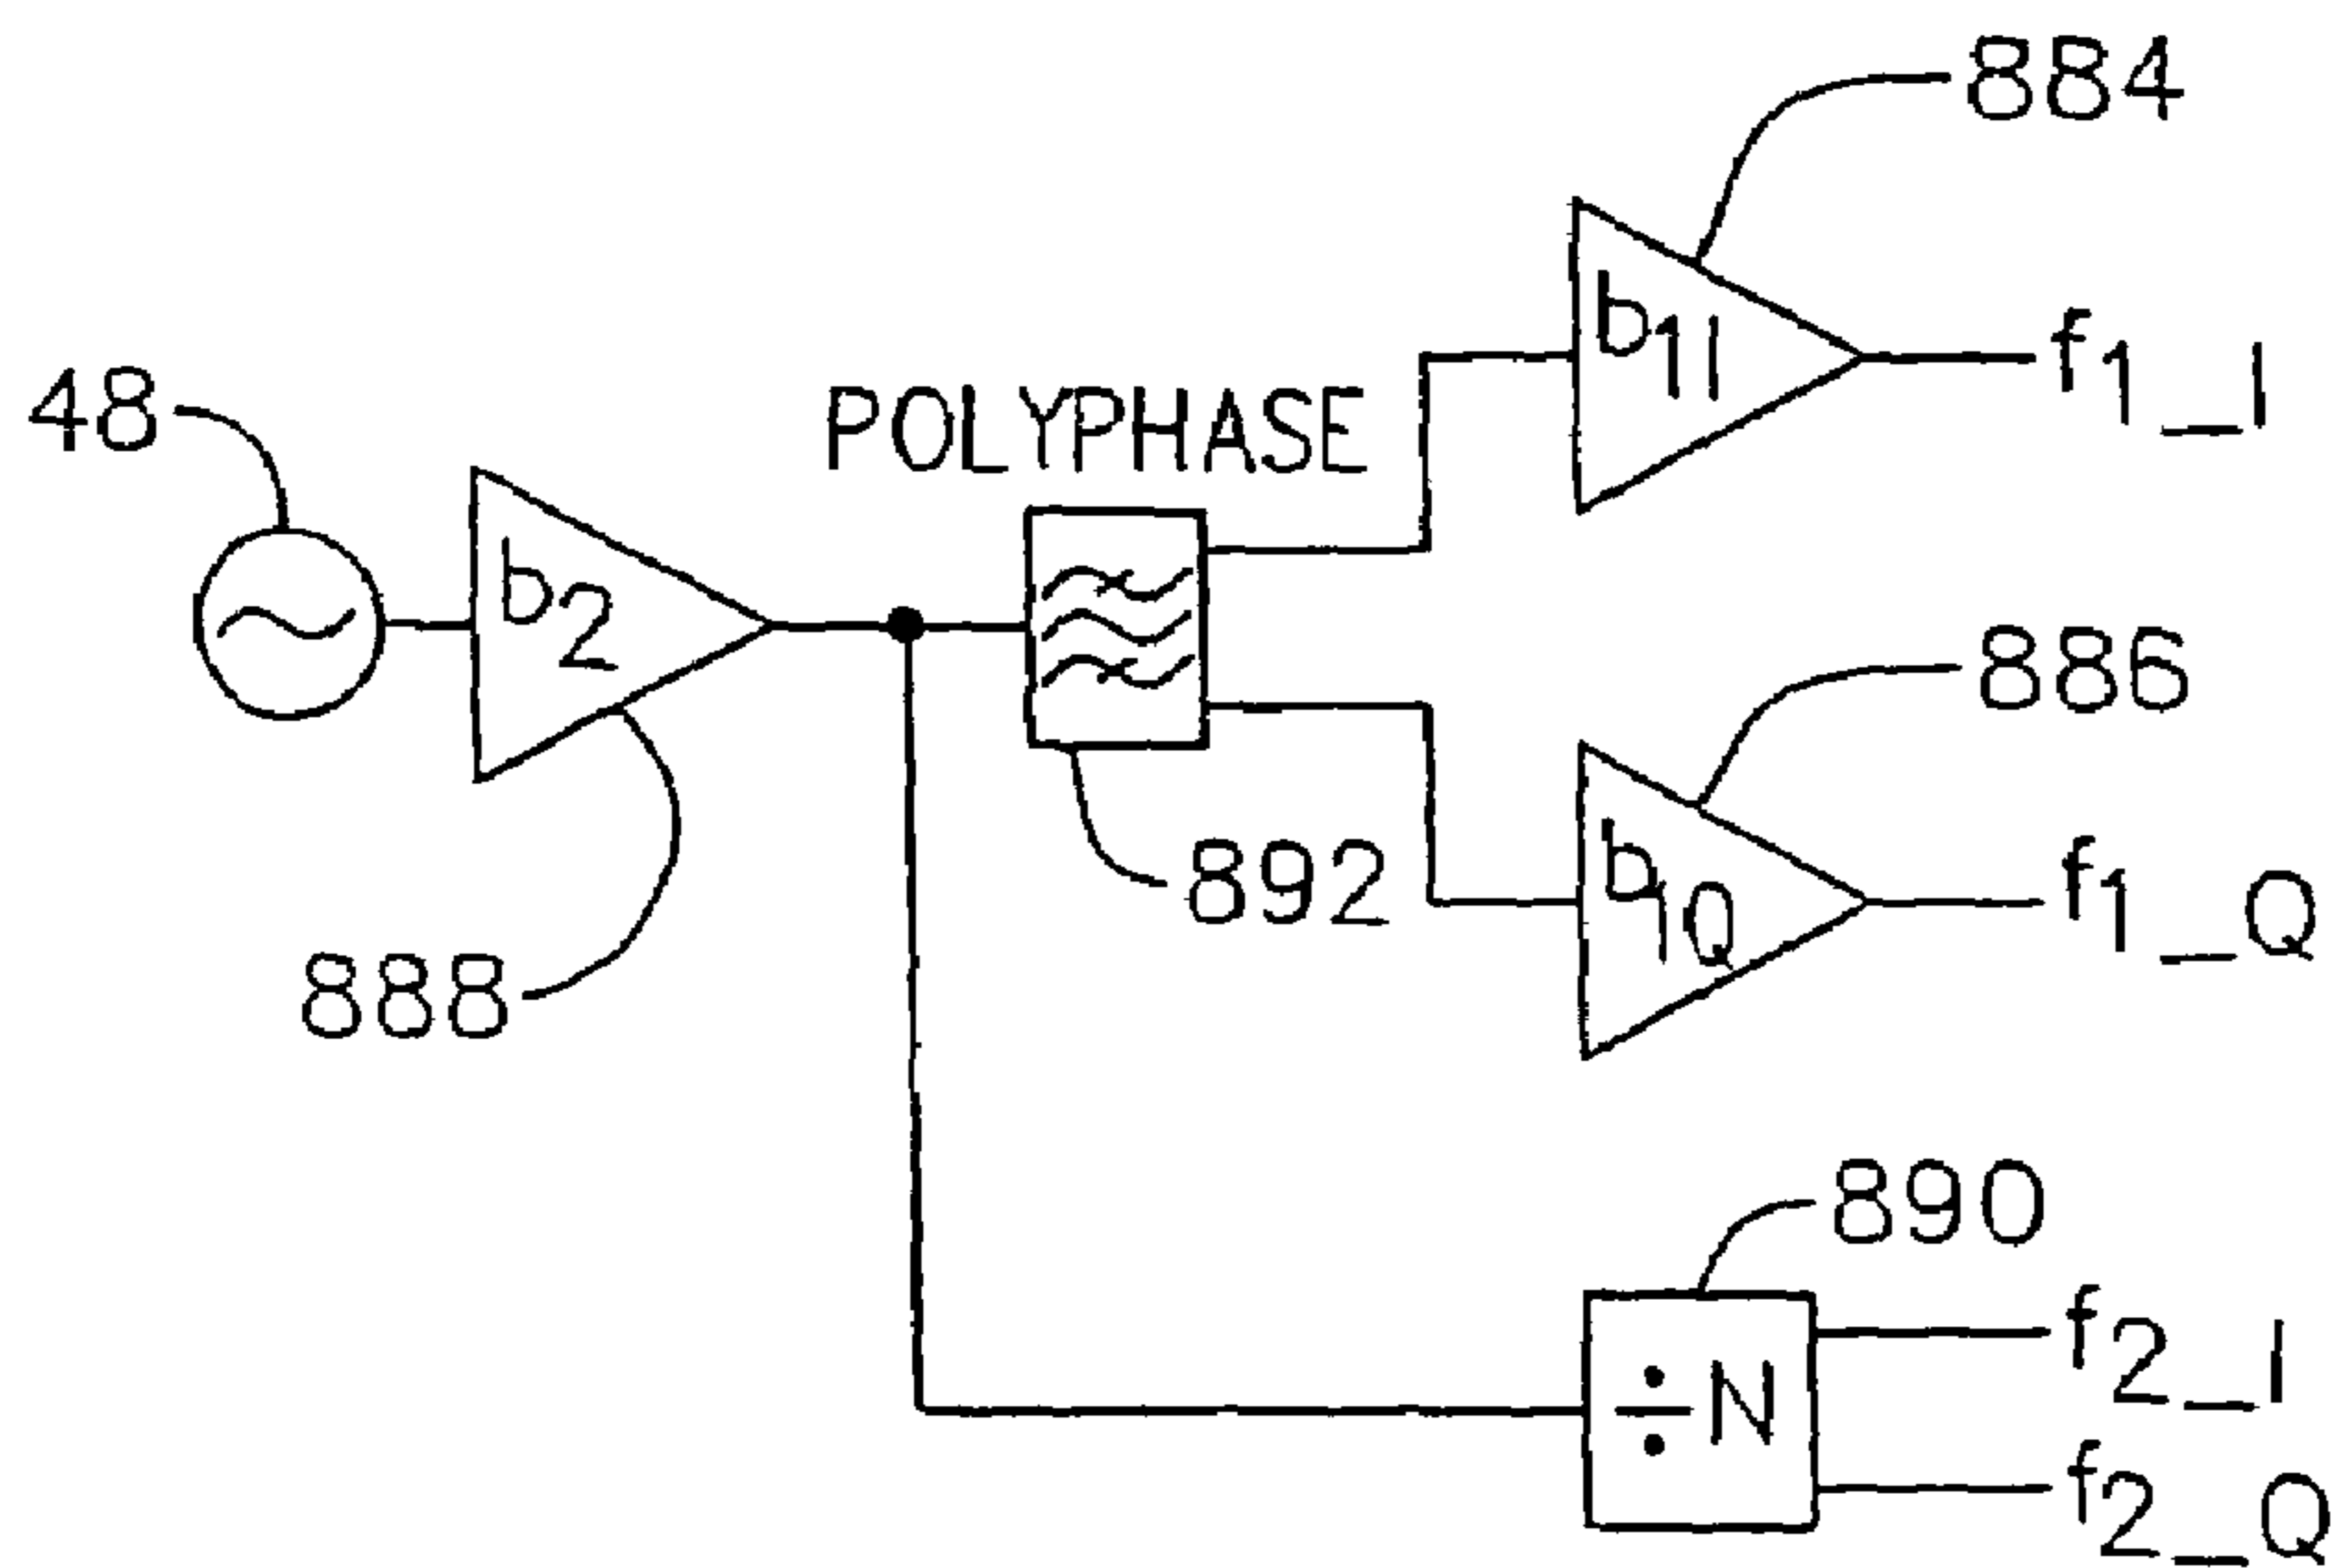 884
b1I
f1_I
48
POLYPHASE
b2
886
892
b1Q
f1_Q
888
890
÷N
f2_I
f2_Q